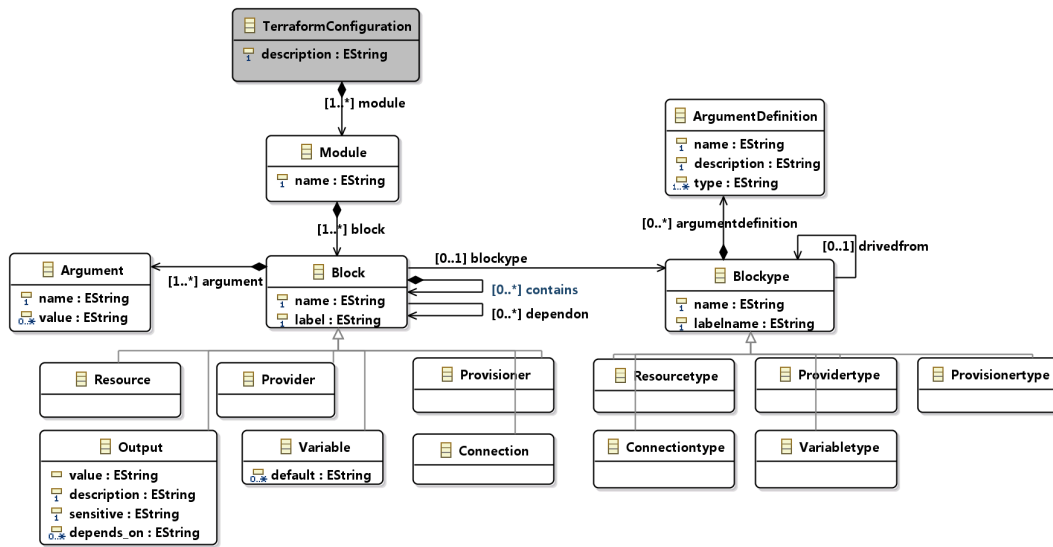 TerraformConfiguration
1 description : EString
[1..*] module
Module
1 name : EString
[1..*] block
ArgumentDefinition
1 name : EString
1 description : EString
1..* type : EString
[0..*] argumentdefinition
[0..1] drivedfrom
Argument
1 name : EString
0..* value : EString
[1..*] argument
Block
1 name : EString
1 label : EString
[0..1] blockype
[0..*] contains
[0..*] dependon
Blockype
1 name : EString
1 labelname : EString
Resource
Provider
Provisioner
Resourcetype
Providertype
Provisionertype
Output
value : EString
1 description : EString
1 sensitive : EString
0..* depends_on : EString
Variable
0..* default : EString
Connection
Connectiontype
Variabletype